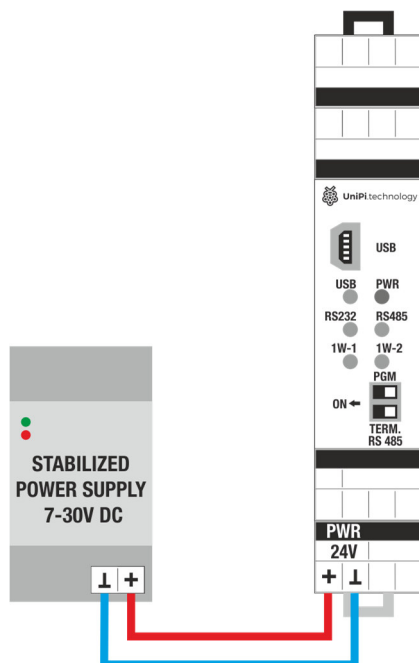 UniPi.technology
USB
USB PWR
RS232 RS485
1W-1 1W-2
PGM
ON
TERM.
RS 485
STABILIZED
POWER SUPPLY
7-30V DC
PWR
24V
+
+